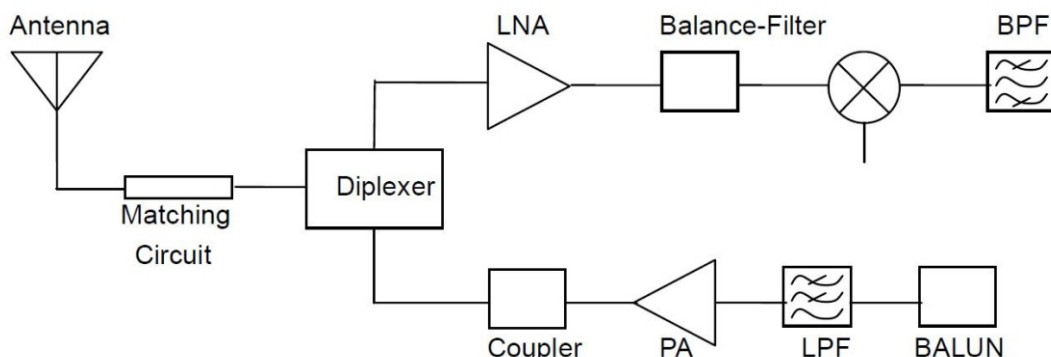 Antenna
LNA
Balance-Filter
BPF
Diplexer
Matching
Circuit
Coupler
PA
LPF
BALUN